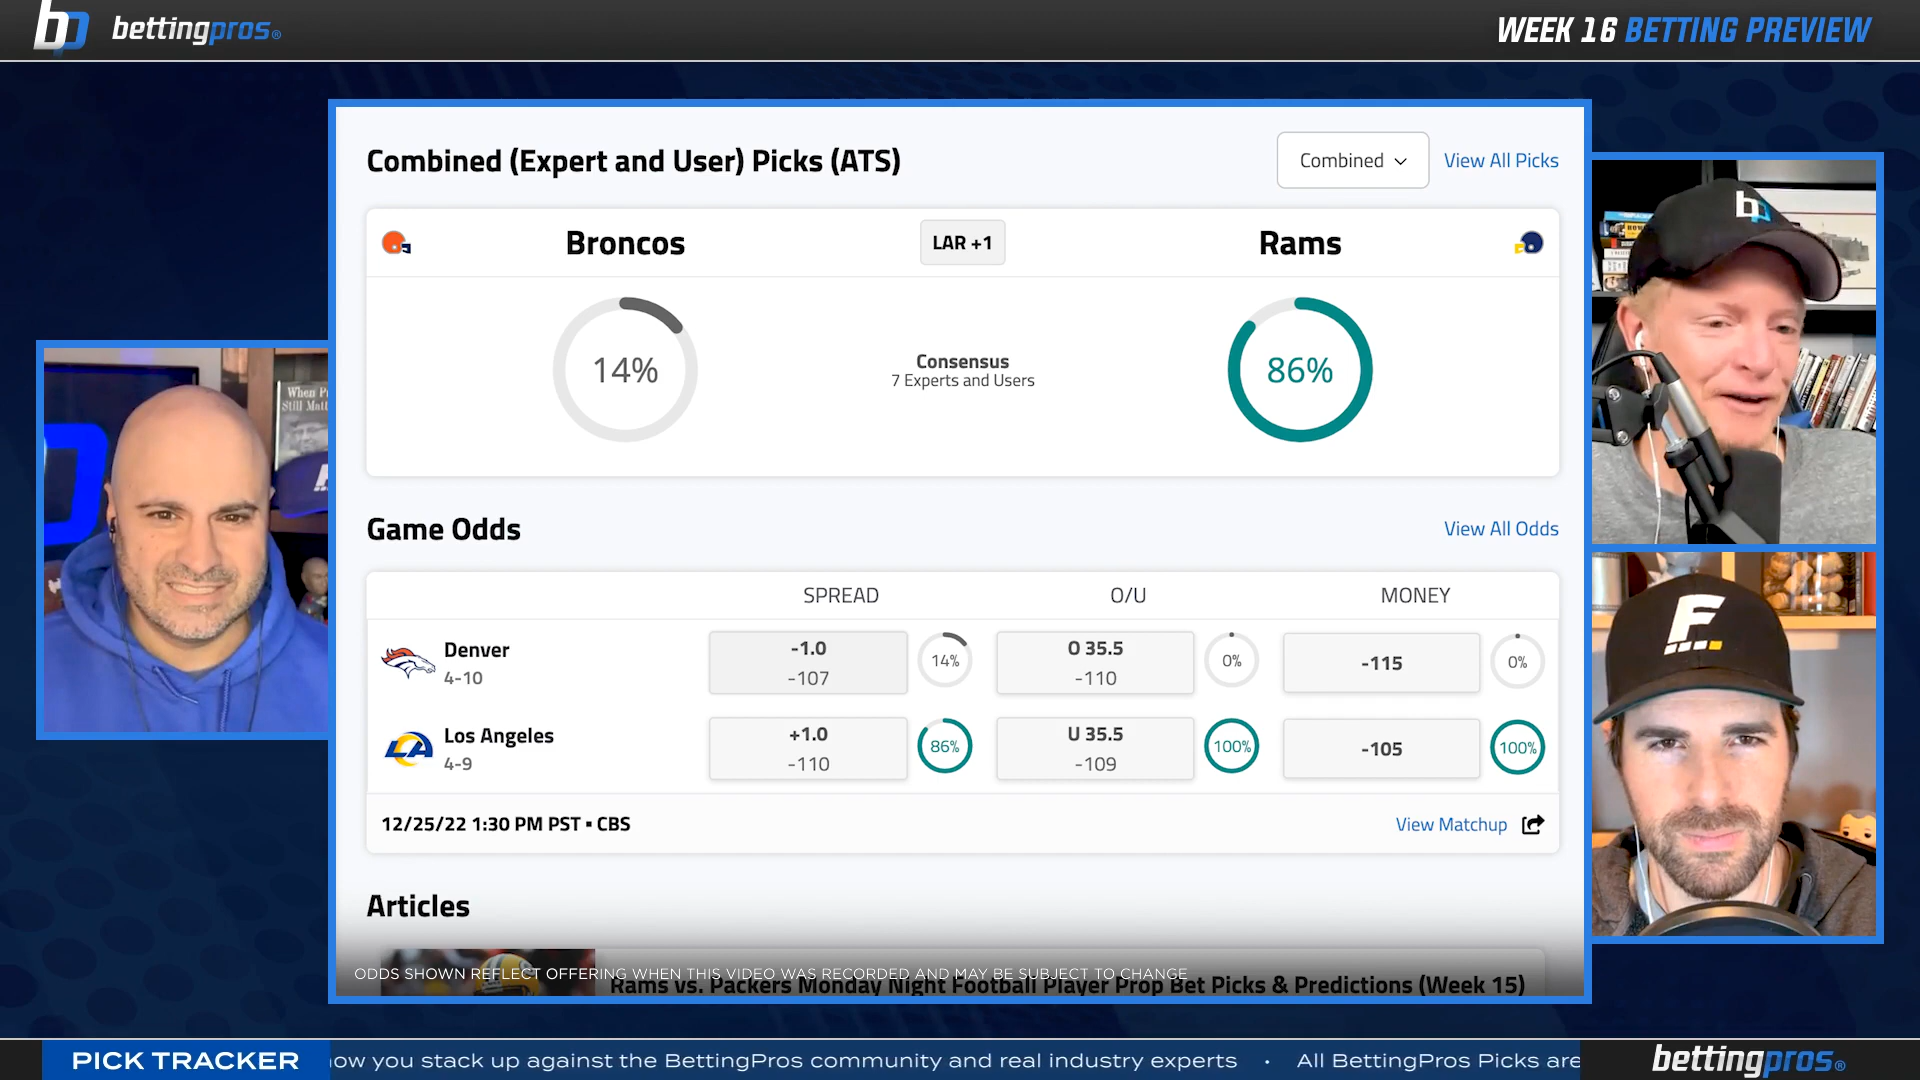 bp bettingpros®
WEEK 16 BETTING PREVIEW
Combined (Expert and User) Picks (ATS)
Combined
View All Picks
Broncos
LAR +1
Rams
14%
Consensus
7 Experts and Users
86%
Game Odds
View All Odds
SPREAD
O/U
MONEY
Denver
4-10
-1.0
-107
14%
O 35.5
-110
0%
-115
0%
Los Angeles
4-9
+1.0
-110
86%
U 35.5
-109
100%
-105
100%
12/25/22 1:30 PM PST ▪ CBS
View Matchup
Articles
ODDS SHOWN REFLECT OFFERING WHEN THIS VIDEO WAS RECORDED AND MAY BE SUBJECT TO CHANGE
Rams vs. Packers Monday Night Football Player Prop Bet Picks & Predictions (Week 15)
When
Still
bp
F
PICK TRACKER
you stack up against the BettingPros community and real industry experts • All BettingPros Picks are
bettingpros®